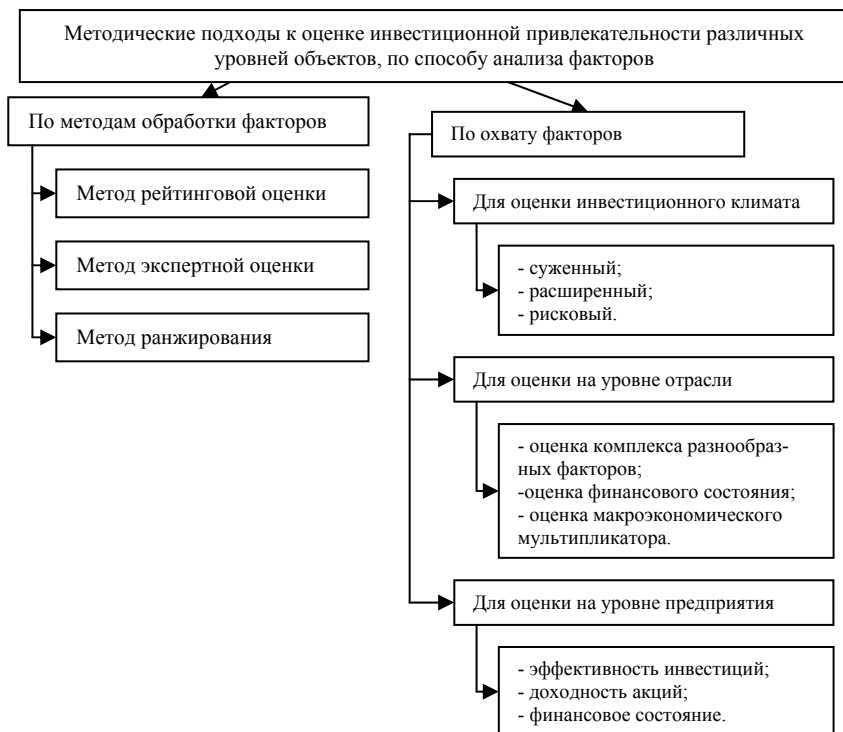 Методические подходы к оценке инвестиционной привлекательности различных
уровней объектов, по способу анализа факторов
По методам обработки факторов
Метод рейтинговой оценки
Метод экспертной оценки
Метод ранжирования
По охвату факторов
Для оценки инвестиционного климата
- суженный;
- расширенный;
- рисковый.
Для оценки на уровне отрасли
- оценка комплекса разнообраз-
ных факторов;
-оценка финансового состояния;
- оценка макроэкономического
мультипликатора.
Для оценки на уровне предприятия
- эффективность инвестиций;
- доходность акций;
- финансовое состояние.